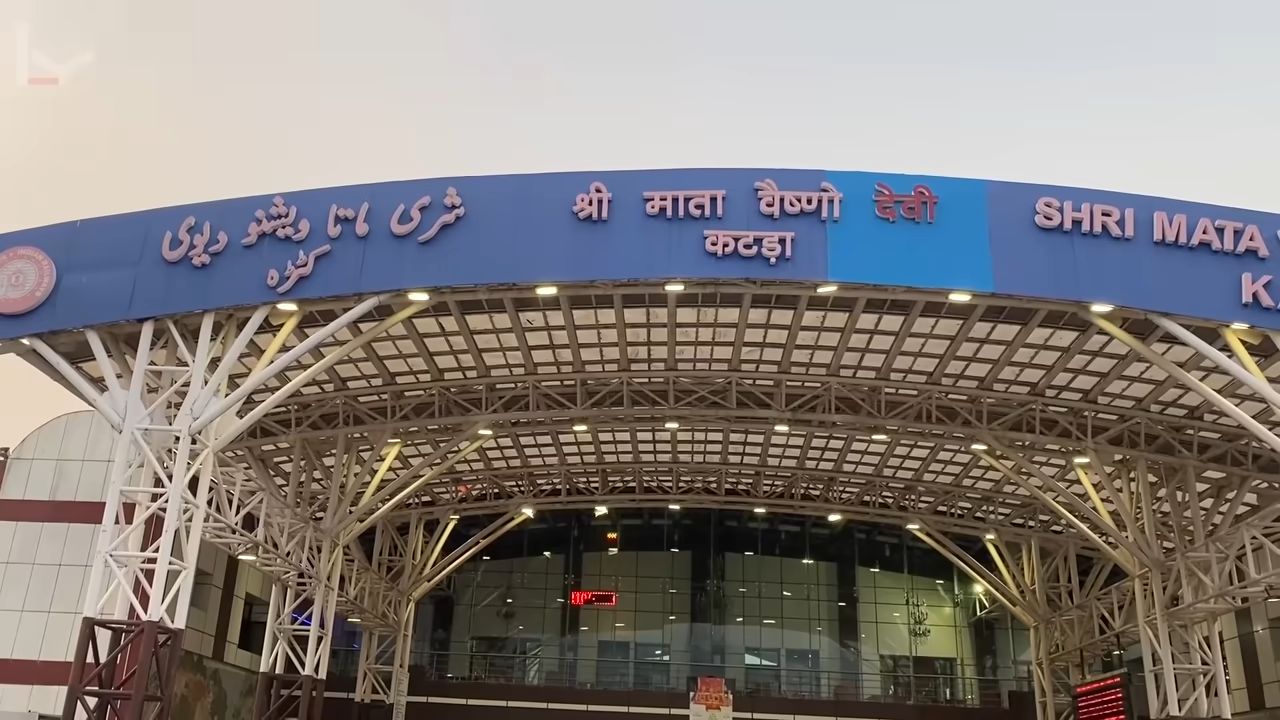 شری ماتا ویشنو دیوی
کٹڑہ
श्री माता वैष्णो देवी
कटड़ा
SHRI MATA
K